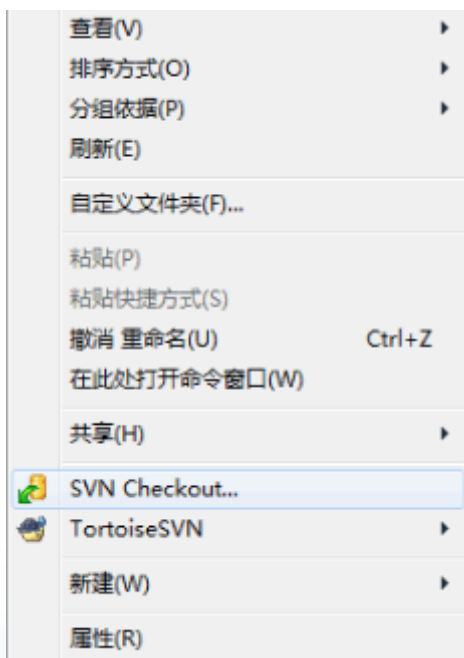 查看(V)
排序方式(O)
分组依据(P)
刷新(E)
自定义文件夹(F)...
粘贴(P)
粘贴快捷方式(S)
撤消 重命名(U) Ctrl+Z
在此处打开命令窗口(W)
共享(H)
SVN Checkout...
TortoiseSVN
新建(W)
属性(R)